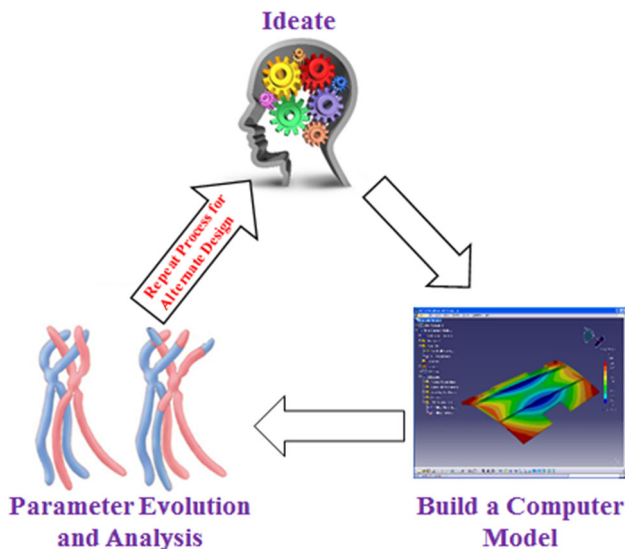 Ideate
Repeat Process for
Alternate Design
Parameter Evolution
and Analysis
Build a Computer
Model